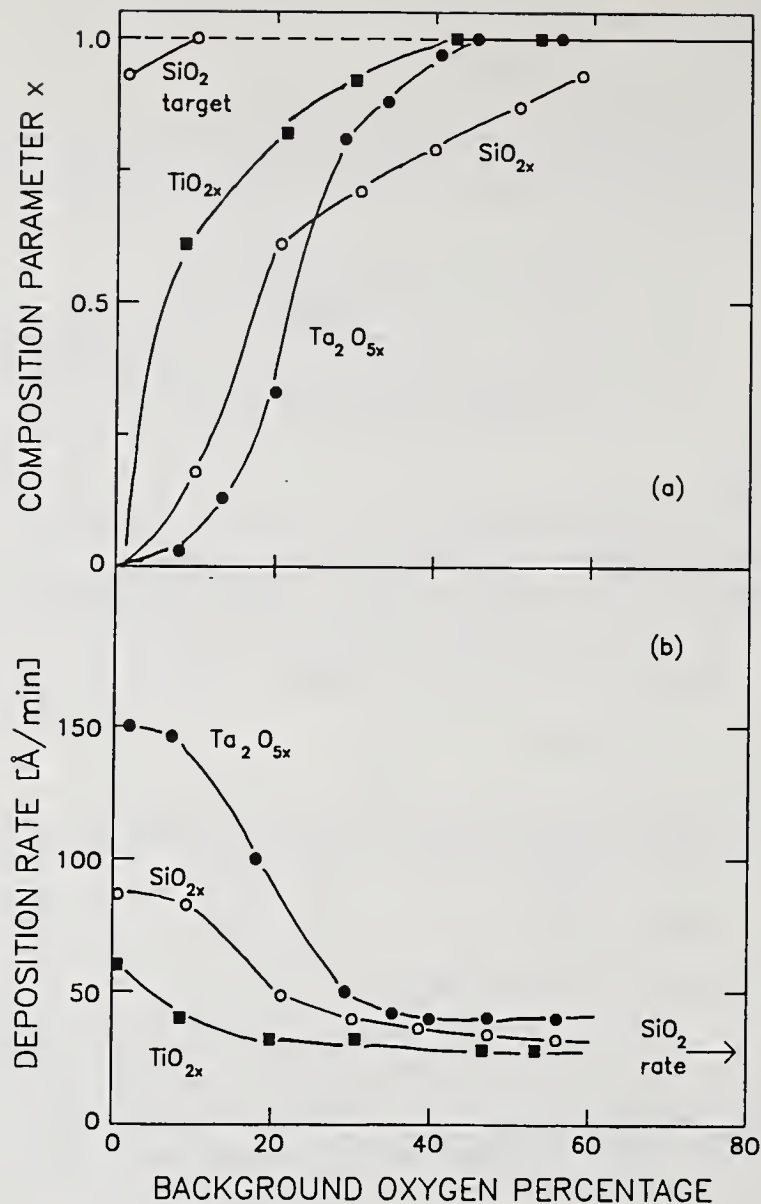 COMPOSITION PARAMETER x
1.0
0.5
0
SiO₂
target
TiO₂ₓ
SiO₂ₓ
Ta₂O₅ₓ
(a)
DEPOSITION RATE [Å/min]
150
100
50
0
(b)
Ta₂O₅ₓ
SiO₂ₓ
TiO₂ₓ
SiO₂
rate
0 20 40 60 80
BACKGROUND OXYGEN PERCENTAGE